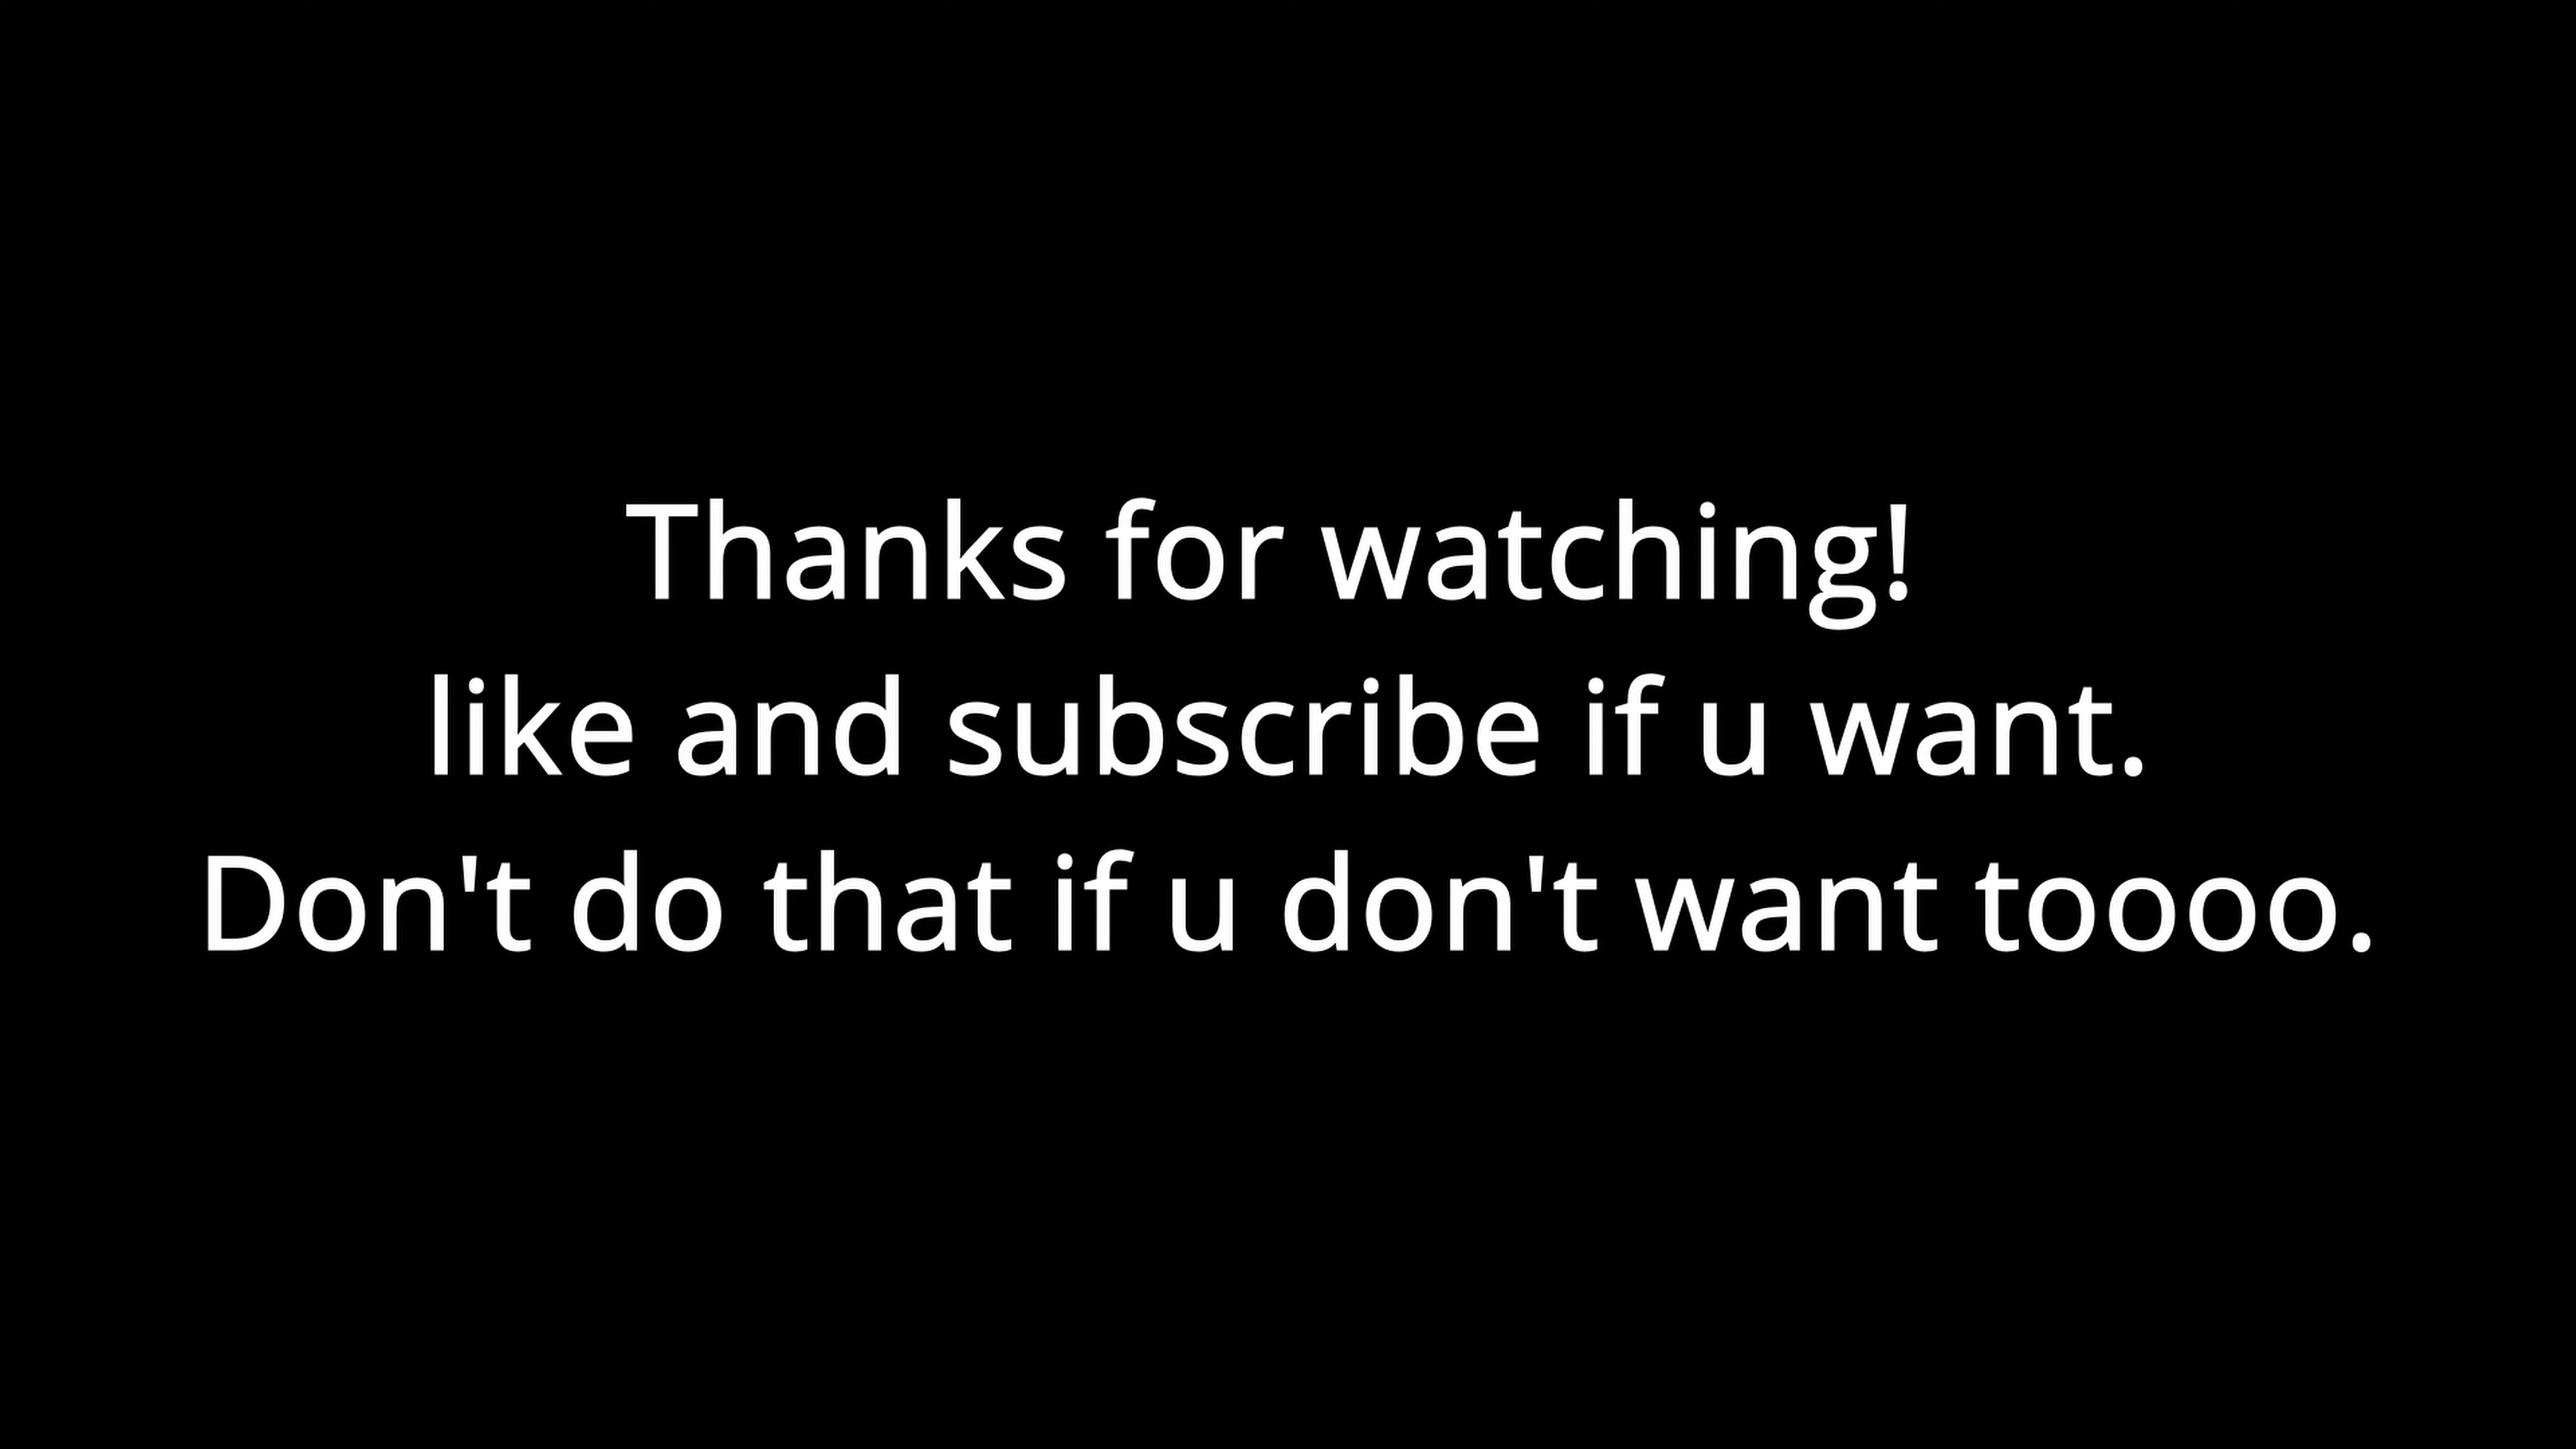 Thanks for watching!
like and subscribe if u want.
Don't do that if u don't want toooo.